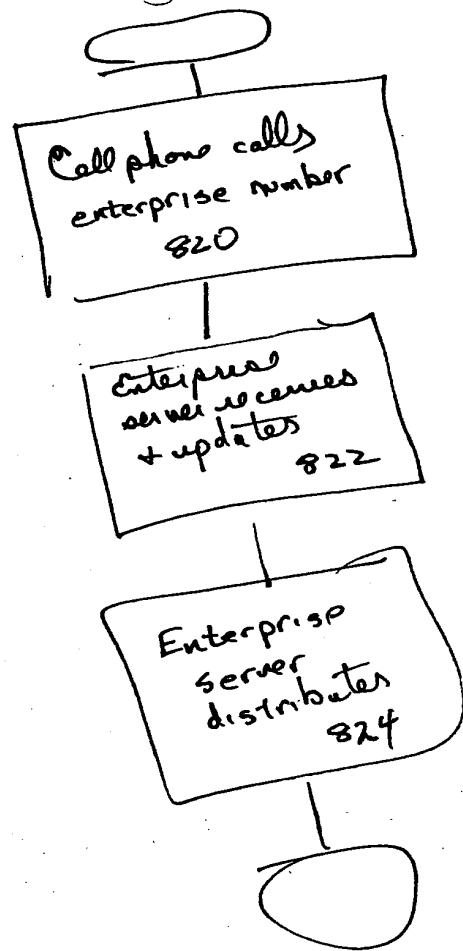 Cell phone calls
enterprise number
820
Enterprise
server receives
+ updates
822
Enterprise
server
distributes
824